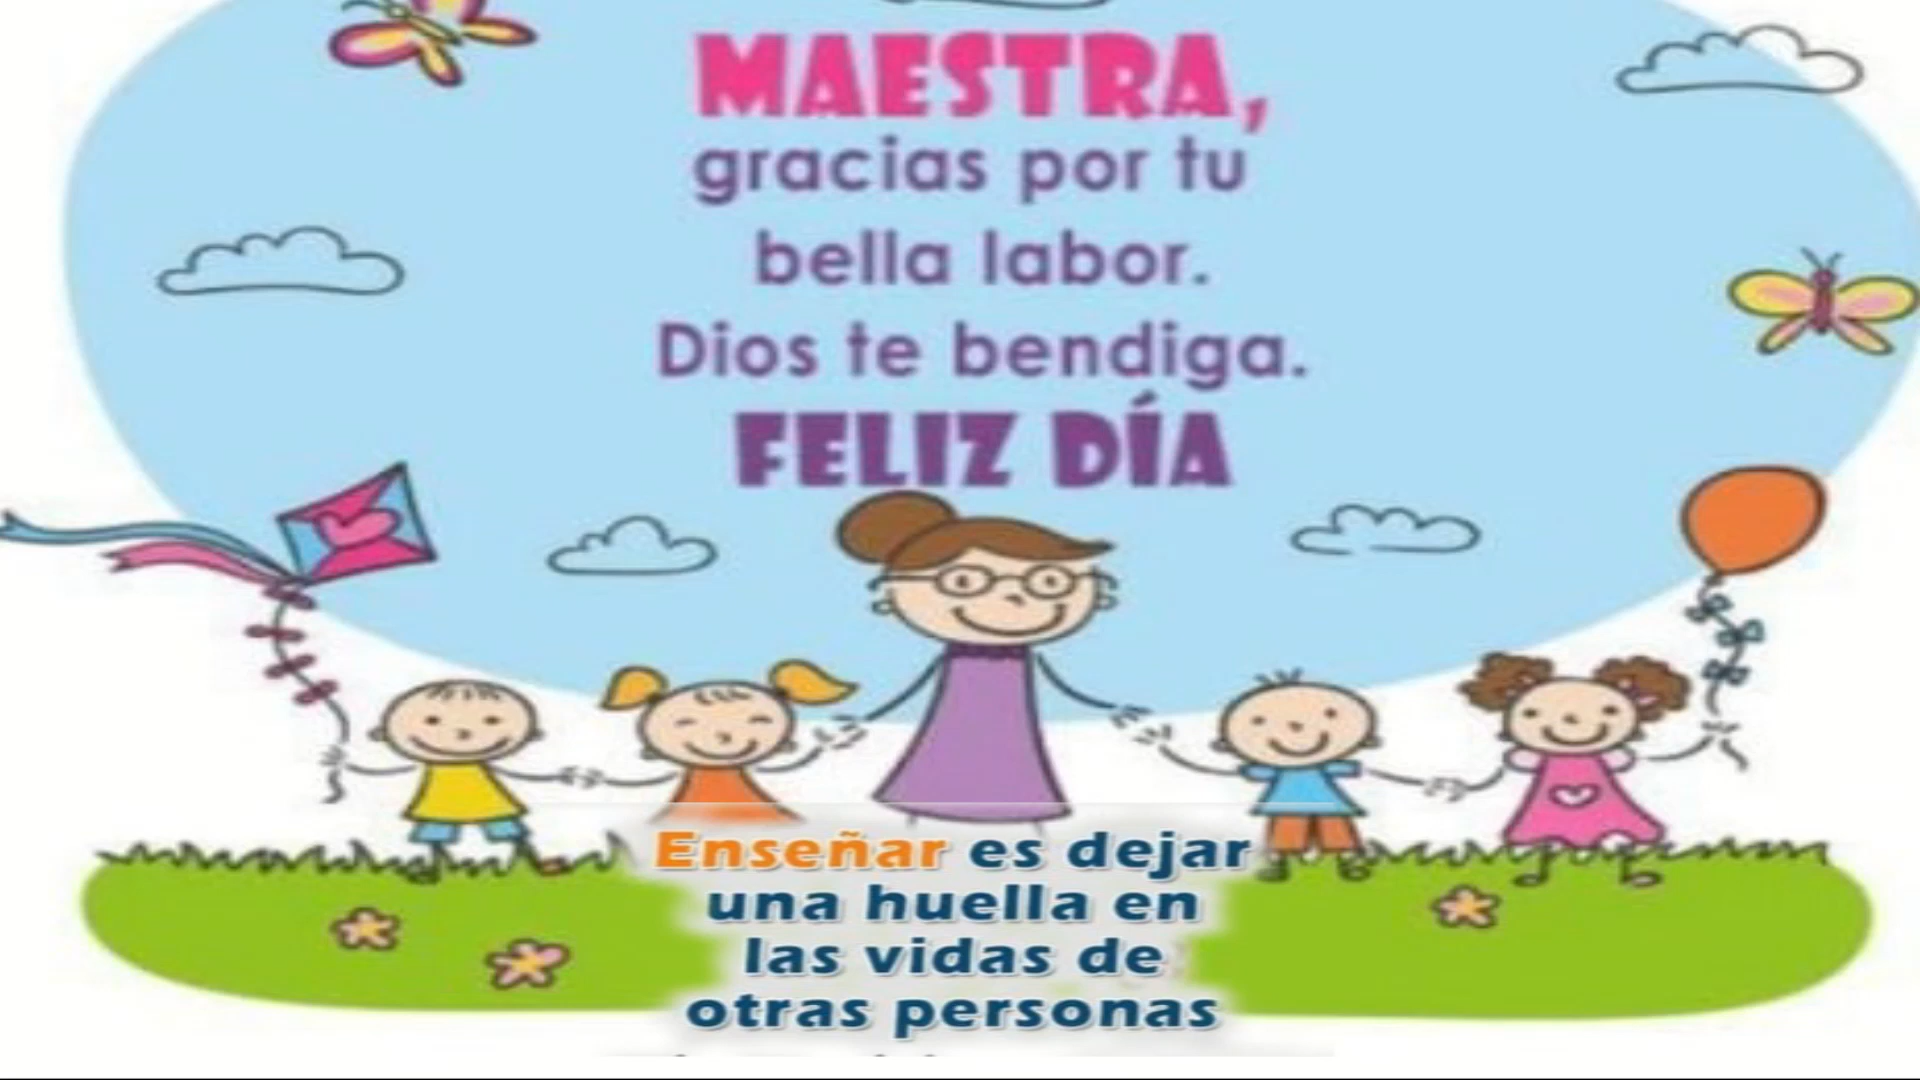 MAESTRA,
gracias por tu
bella labor.
Dios te bendiga.
FELIZ DÍA
Enseñar es dejar
una huella en
las vidas de
otras personas